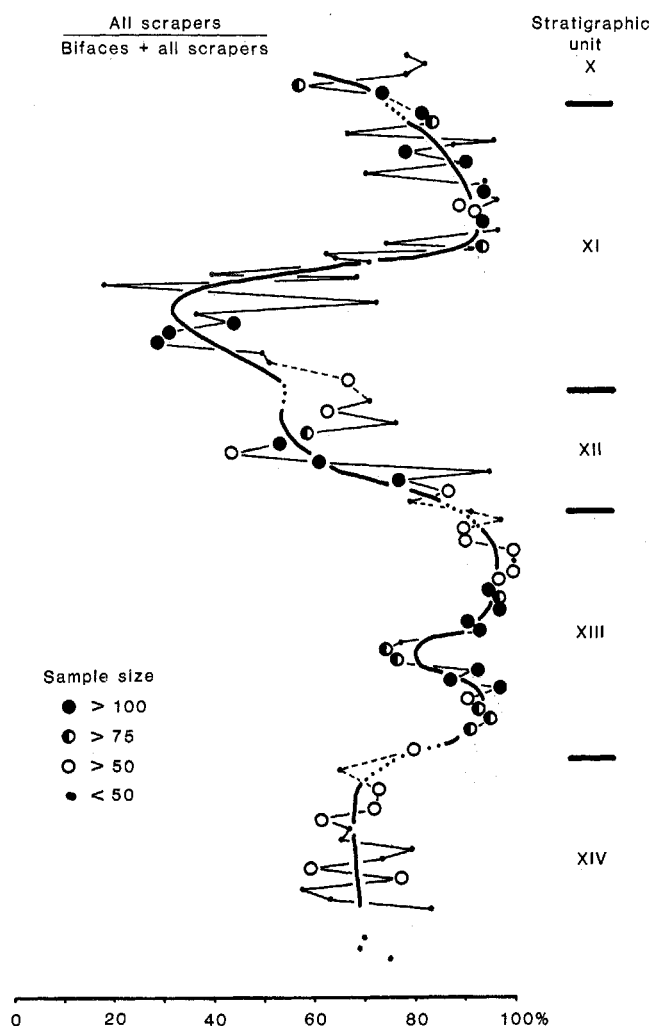 All scrapers
Bifaces + all scrapers
Stratigraphic
unit
X
XI
XII
XIII
XIV
Sample size
> 100
> 75
> 50
< 50
0 20 40 60 80 100%